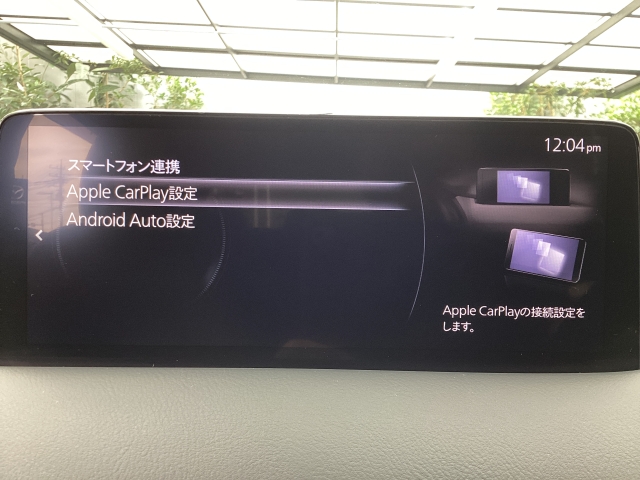 12:04pm
スマートフォン連携
Apple CarPlay設定
Android Auto設定
Apple CarPlayの接続設定を
します。